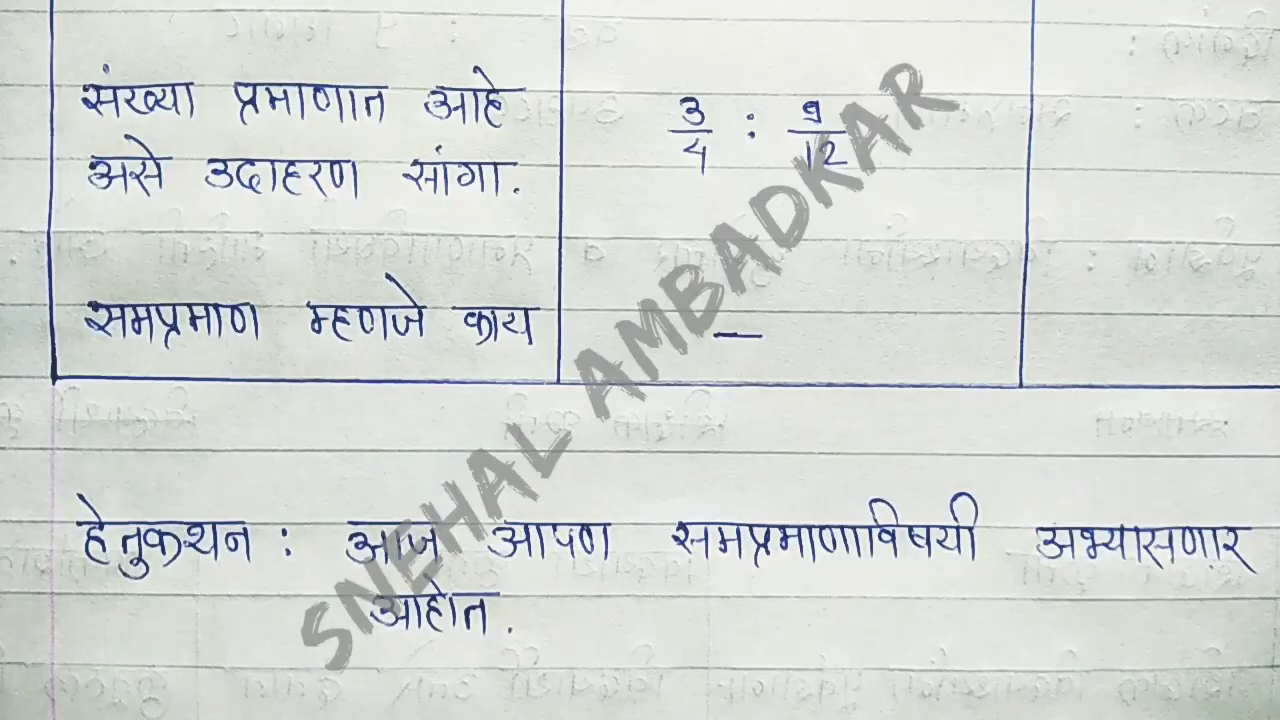 संख्या प्रमाणात आहे
असे उदाहरण सांगा.
3/4 : 9/12
समप्रमाण म्हणजे काय
—
हेतुकथन : आज आपण समप्रमाणाविषयी अभ्यासणार
आहोत.
SNEHAL AMBADKAR